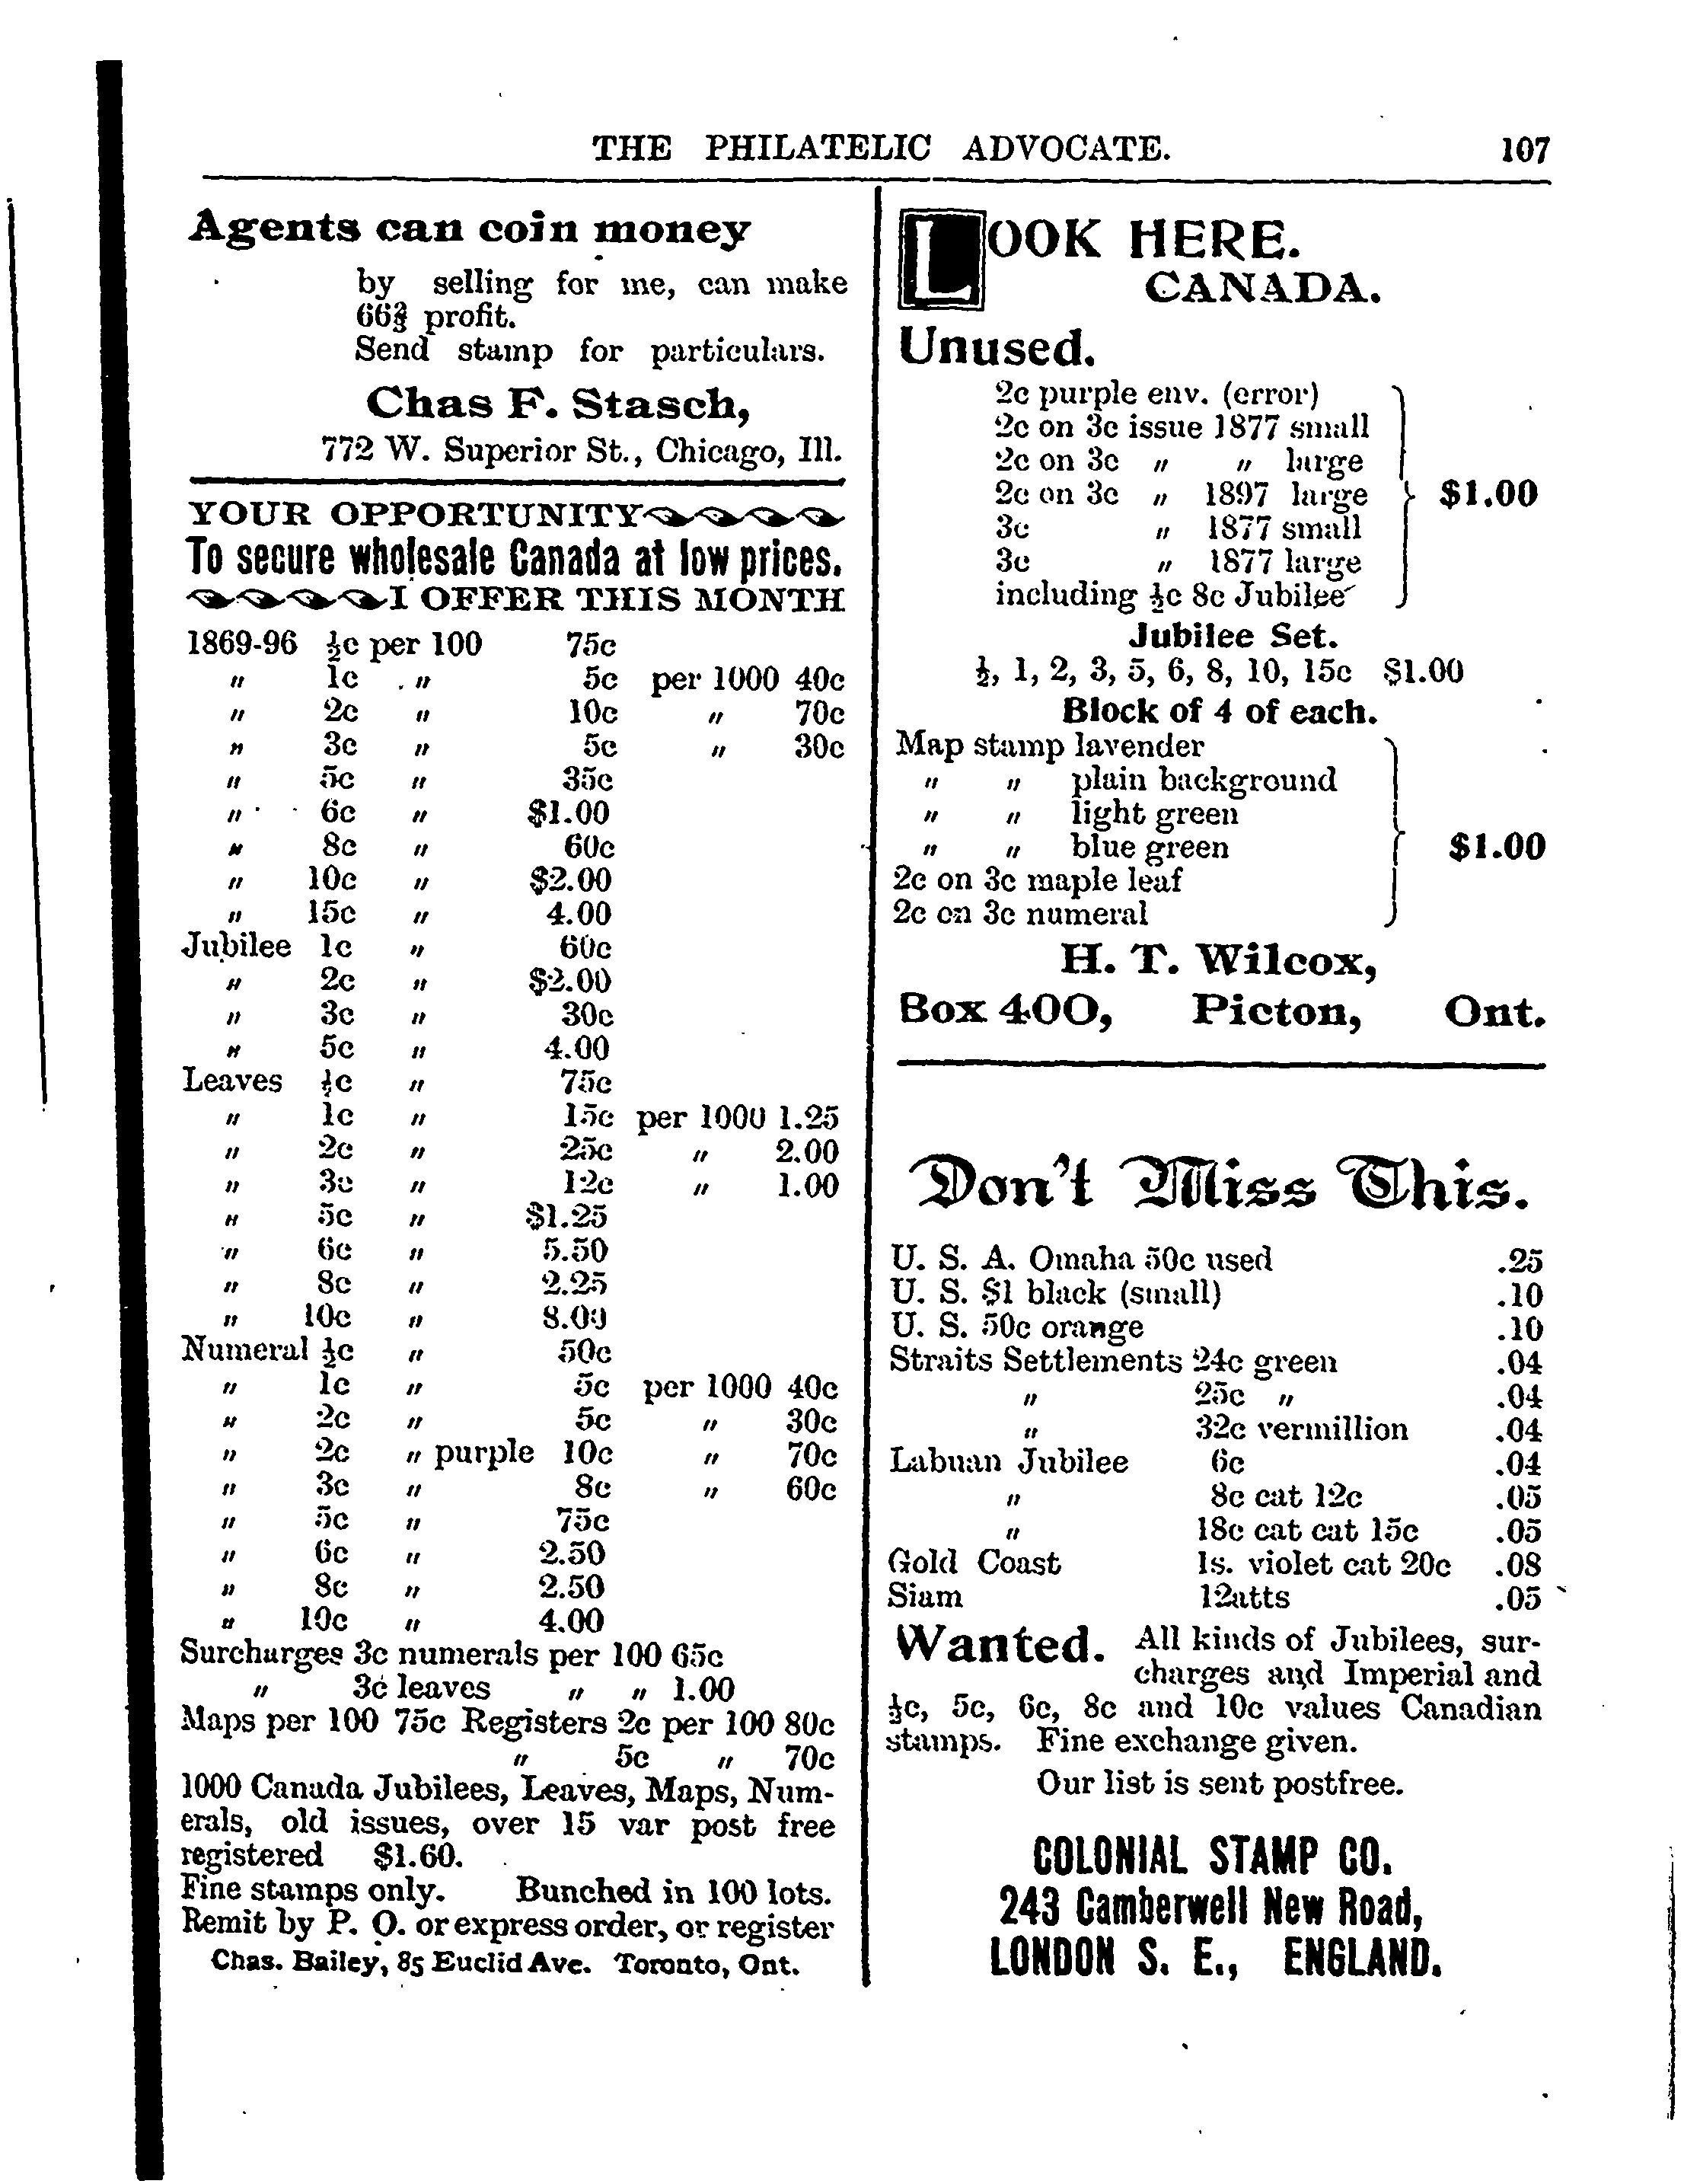 THE PHILATELIC ADVOCATE. 107
Agents can coin money
by selling for me, can make
66⅔ profit.
Send stamp for particulars.
Chas F. Stasch,
772 W. Superior St., Chicago, Ill.
YOUR OPPORTUNITY
To secure wholesale Canada at low prices.
I OFFER THIS MONTH
1869-96 ½c per 100 75c
" 1c " 5c per 1000 40c
" 2c " 10c " 70c
" 3c " 5c " 30c
" 5c " 35c
" 6c " $1.00
" 8c " 60c
" 10c " $2.00
" 15c " 4.00
Jubilee 1c " 60c
" 2c " $2.00
" 3c " 30c
" 5c " 4.00
Leaves ½c " 75c
" 1c " 15c per 1000 1.25
" 2c " 25c " 2.00
" 3c " 12c " 1.00
" 5c " $1.25
" 6c " 5.50
" 8c " 2.25
" 10c " 8.00
Numeral ½c " 50c
" 1c " 5c per 1000 40c
" 2c " 5c " 30c
" 2c " purple 10c " 70c
" 3c " 8c " 60c
" 5c " 75c
" 6c " 2.50
" 8c " 2.50
" 10c " 4.00
Surcharges 3c numerals per 100 65c
" 3c leaves " " 1.00
Maps per 100 75c Registers 2c per 100 80c
" 5c " 70c
1000 Canada Jubilees, Leaves, Maps, Num-
erals, old issues, over 15 var post free
registered $1.60.
Fine stamps only. Bunched in 100 lots.
Remit by P. O. or express order, or register
Chas. Bailey, 85 Euclid Ave. Toronto, Ont.
LOOK HERE.
CANADA.
Unused.
2c purple env. (error)
2c on 3c issue 1877 small
2c on 3c " " large
2c on 3c " 1897 large $1.00
3c " 1877 small
3c " 1877 large
including ½c 8c Jubilee
Jubilee Set.
½, 1, 2, 3, 5, 6, 8, 10, 15c $1.00
Block of 4 of each.
Map stamp lavender
" " plain background
" " light green
" " blue green $1.00
2c on 3c maple leaf
2c on 3c numeral
H. T. Wilcox,
Box 400, Picton, Ont.
Don't Miss This.
U. S. A. Omaha 50c used .25
U. S. $1 black (small) .10
U. S. 50c orange .10
Straits Settlements 24c green .04
" 25c " .04
" 32c vermillion .04
Labuan Jubilee 6c .04
" 8c cat 12c .05
" 18c cat cat 15c .05
Gold Coast 1s. violet cat 20c .08
Siam 12atts .05
Wanted. All kinds of Jubilees, sur-
charges and Imperial and
½c, 5c, 6c, 8c and 10c values Canadian
stamps. Fine exchange given.
Our list is sent postfree.
COLONIAL STAMP CO.
243 Camberwell New Road,
LONDON S. E., ENGLAND.